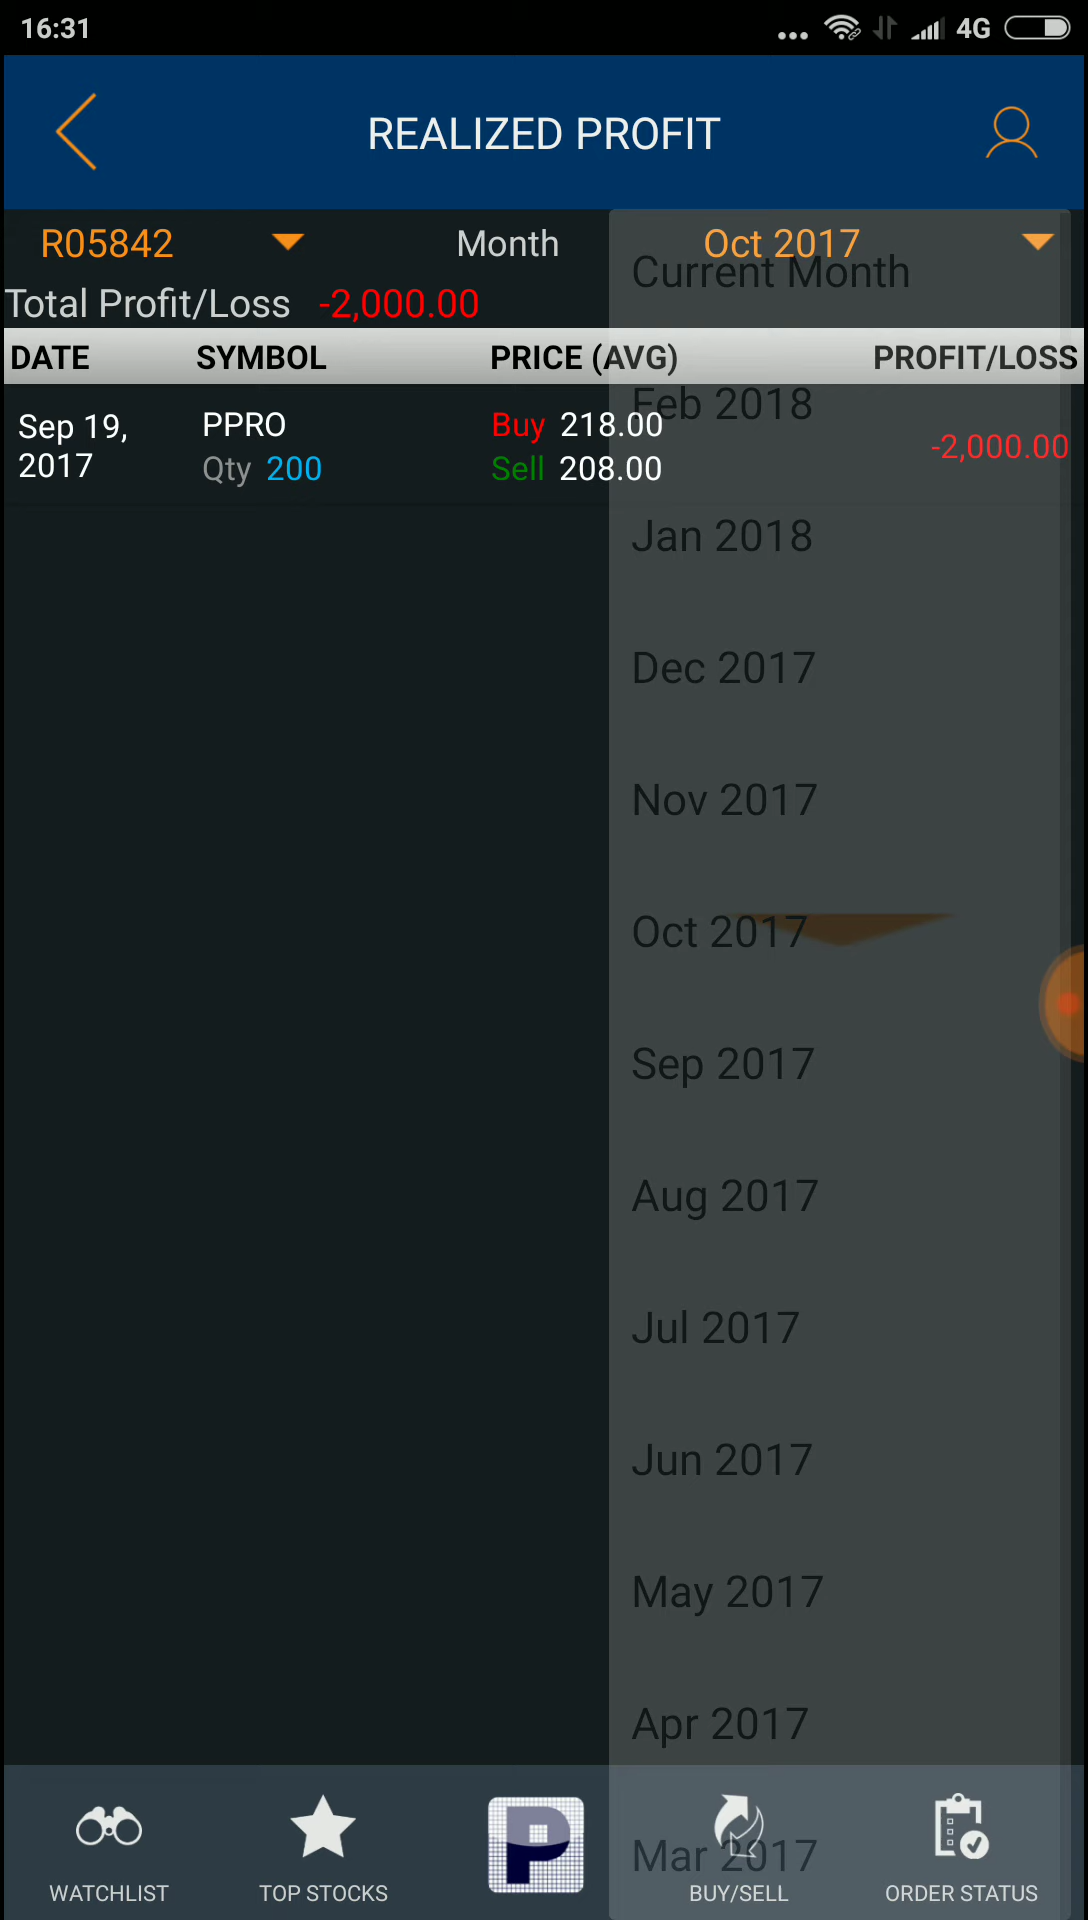 16:31 4G
REALIZED PROFIT
R05842 Month Oct 2017
Current Month
Total Profit/Loss -2,000.00
DATE SYMBOL PRICE (AVG) PROFIT/LOSS
Feb 2018
Sep 19, PPRO Buy 218.00 -2,000.00
2017 Qty 200 Sell 208.00
Jan 2018
Dec 2017
Nov 2017
Oct 2017
Sep 2017
Aug 2017
Jul 2017
Jun 2017
May 2017
Apr 2017
Mar 2017
P
WATCHLIST TOP STOCKS BUY/SELL ORDER STATUS